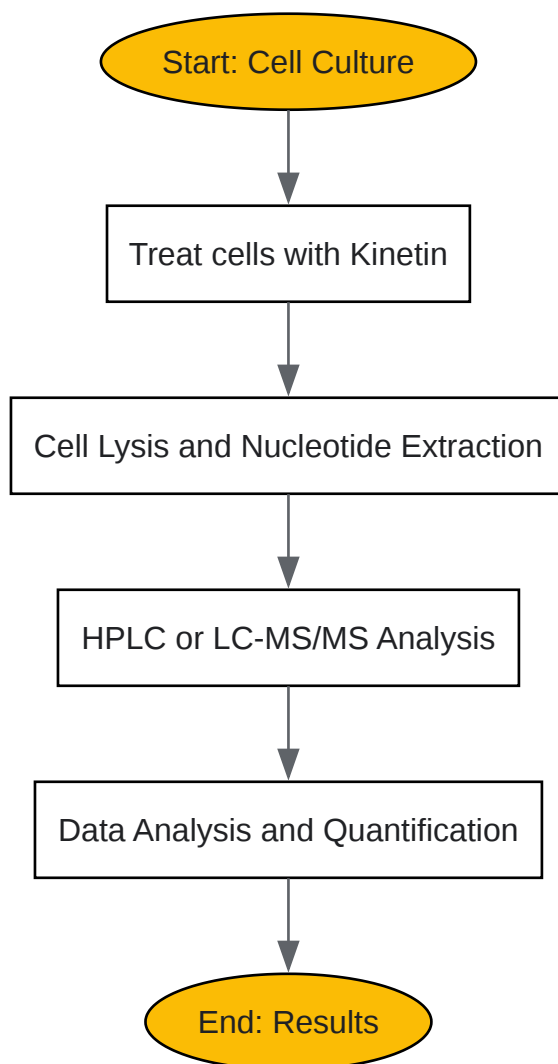 Start: Cell Culture
Treat cells with Kinetin
Cell Lysis and Nucleotide Extraction
HPLC or LC-MS/MS Analysis
Data Analysis and Quantification
End: Results